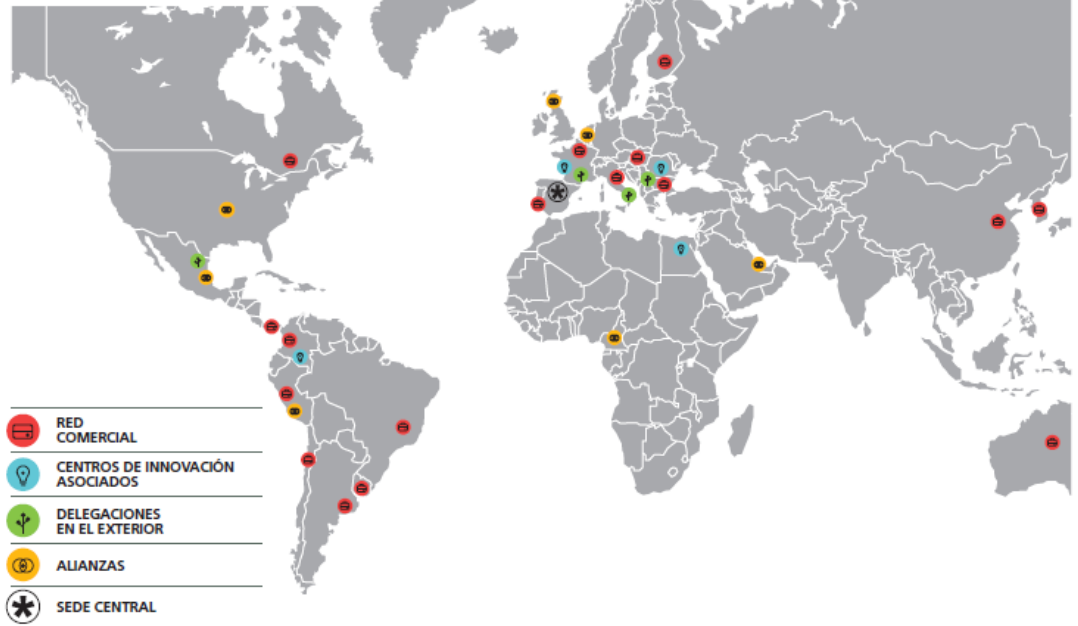 RED
COMERCIAL
CENTROS DE INNOVACIÓN
ASOCIADOS
DELEGACIONES
EN EL EXTERIOR
ALIANZAS
SEDE CENTRAL